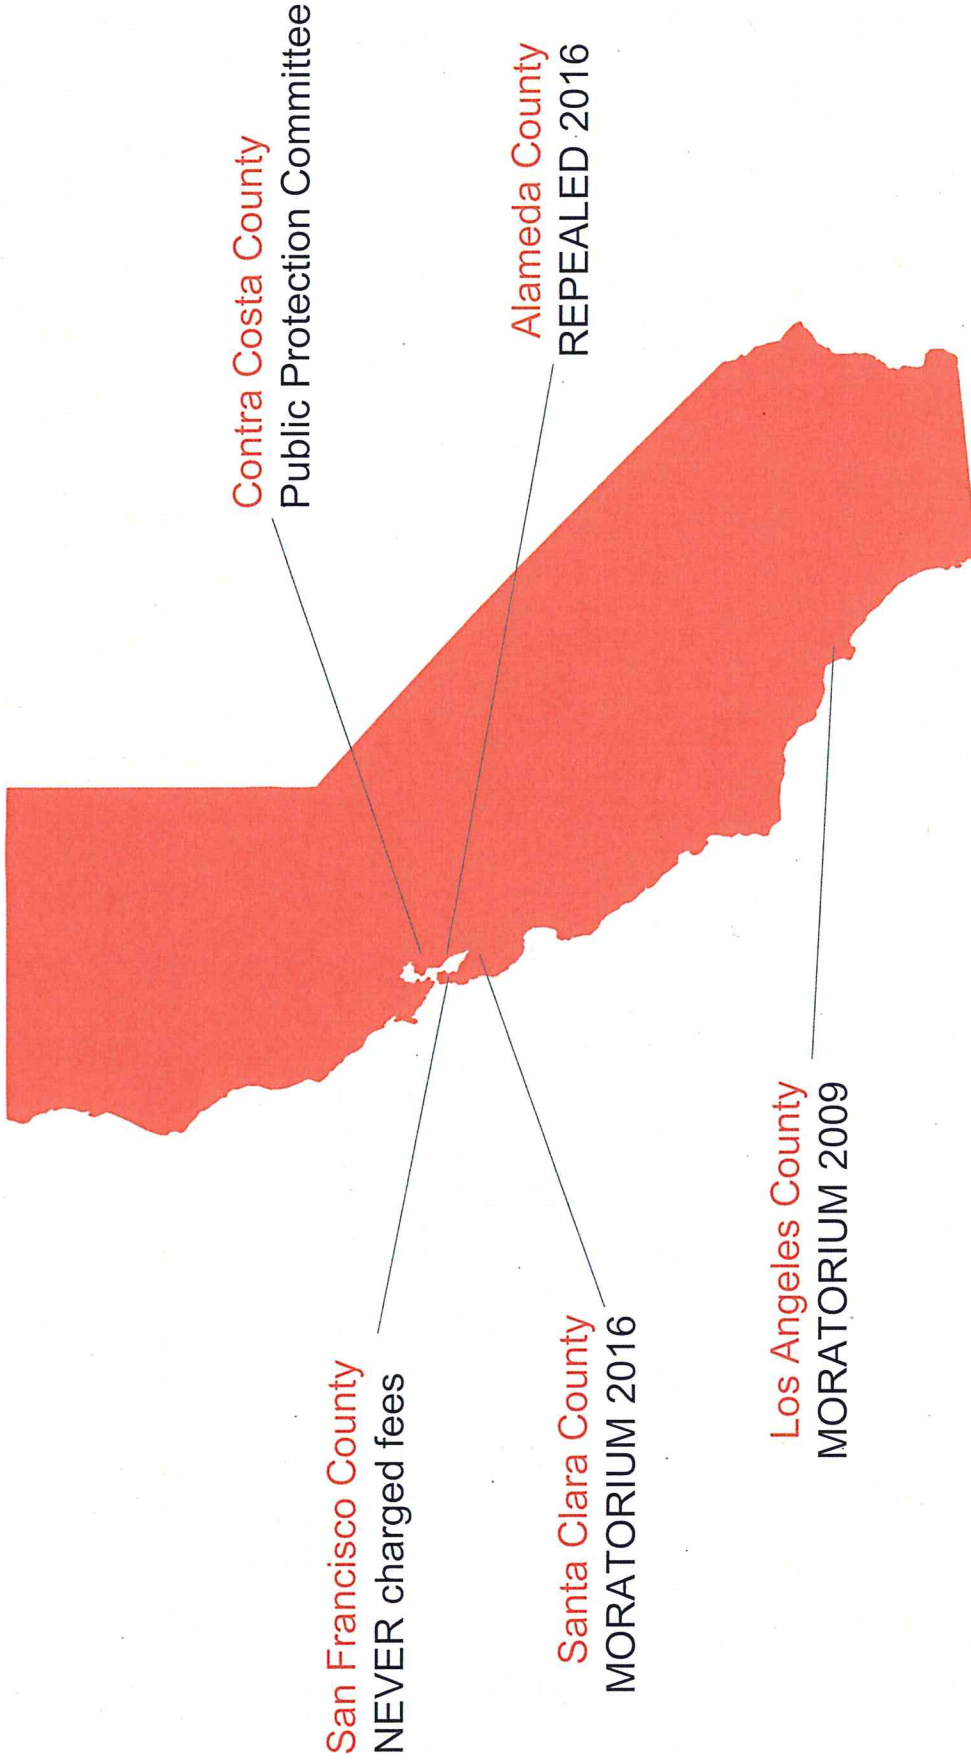 Contra Costa County
Public Protection Committee
San Francisco County
NEVER charged fees
Alameda County
REPEALED 2016
Santa Clara County
MORATORIUM 2016
Los Angeles County
MORATORIUM 2009